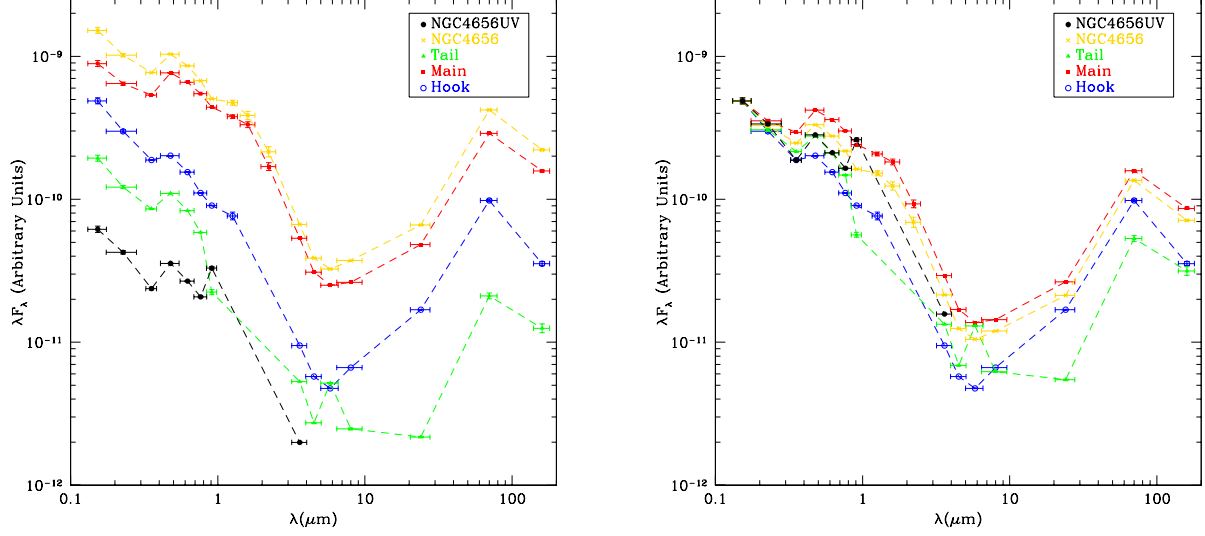 NGC4656UV
NGC4656
Tail
Main
Hook
10⁻⁹
10⁻¹⁰
10⁻¹¹
10⁻¹²
λF_λ (Arbitrary Units)
0.1 1 10 100
λ(μm)
NGC4656UV
NGC4656
Tail
Main
Hook
10⁻⁹
10⁻¹⁰
10⁻¹¹
10⁻¹²
λF_λ (Arbitrary Units)
0.1 1 10 100
λ(μm)